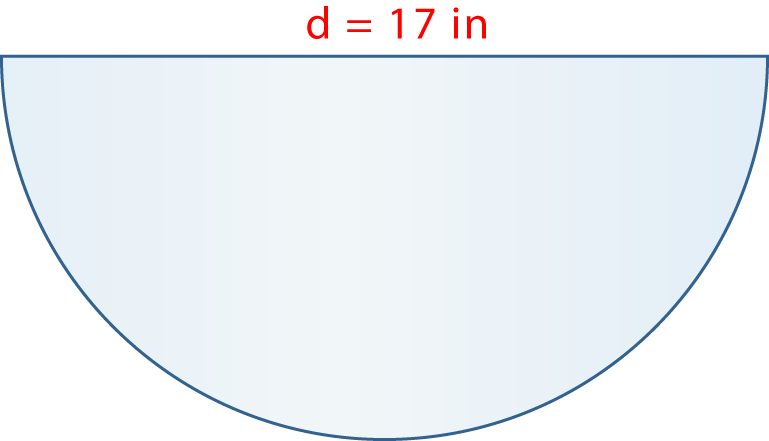 d = 17 in